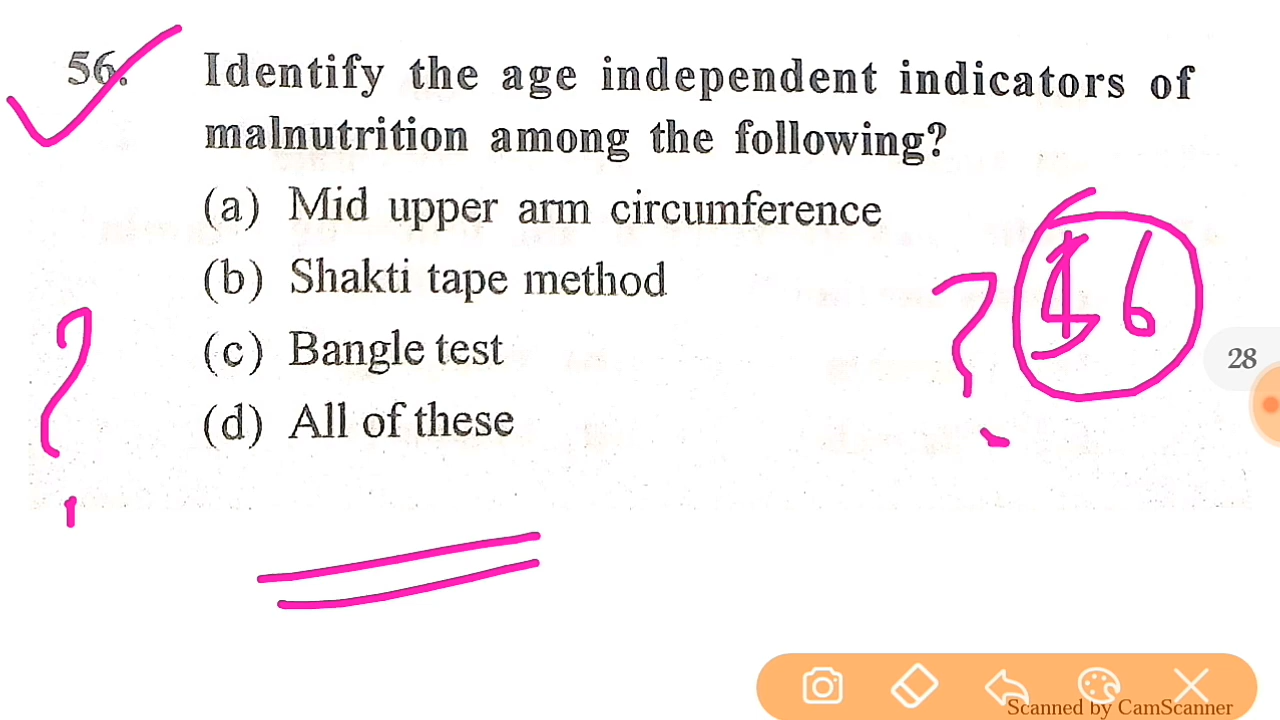 56. Identify the age independent indicators of
malnutrition among the following?
(a) Mid upper arm circumference
(b) Shakti tape method
(c) Bangle test
(d) All of these
? 56
?
28
Scanned by CamScanner